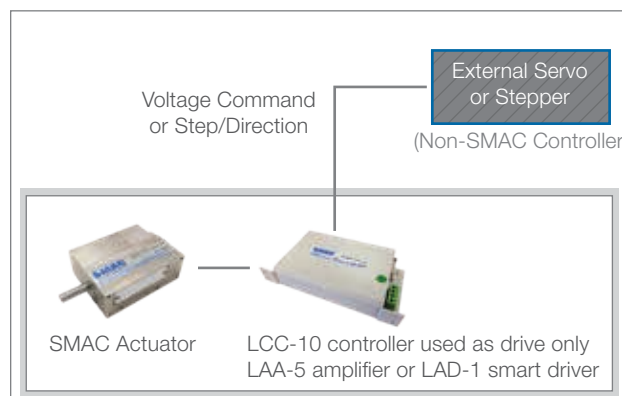 External Servo
or Stepper
Voltage Command
or Step/Direction
(Non-SMAC Controller
SMAC
SMAC Actuator
LCC-10 controller used as drive only
LAA-5 amplifier or LAD-1 smart driver